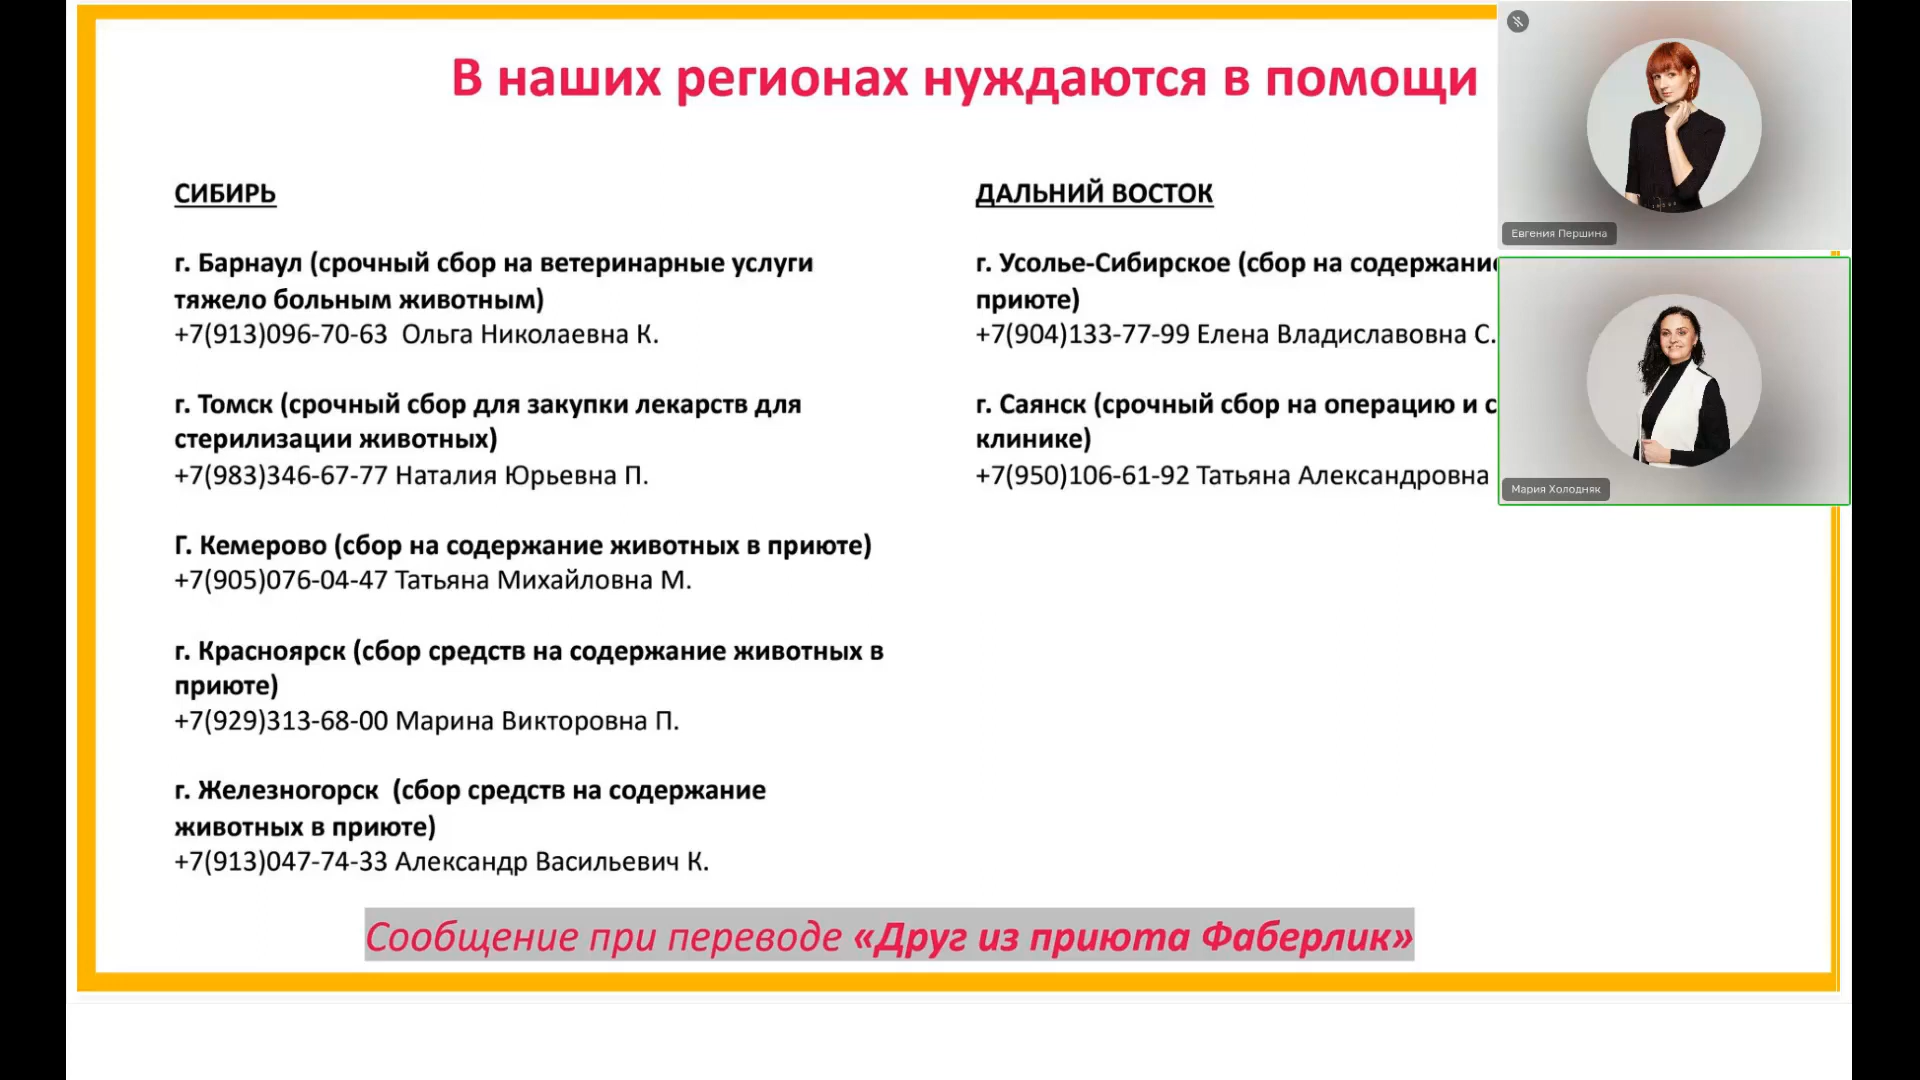 В наших регионах нуждаются в помощи
СИБИРЬ
г. Барнаул (срочный сбор на ветеринарные услуги
тяжело больным животным)
+7(913)096-70-63 Ольга Николаевна К.
г. Томск (срочный сбор для закупки лекарств для
стерилизации животных)
+7(983)346-67-77 Наталия Юрьевна П.
Г. Кемерово (сбор на содержание животных в приюте)
+7(905)076-04-47 Татьяна Михайловна М.
г. Красноярск (сбор средств на содержание животных в
приюте)
+7(929)313-68-00 Марина Викторовна П.
г. Железногорск (сбор средств на содержание
животных в приюте)
+7(913)047-74-33 Александр Васильевич К.
ДАЛЬНИЙ ВОСТОК
г. Усолье-Сибирское (сбор на
приюте)
+7(904)133-77-99 Елена Владиславовна С.
г. Саянск (срочный сбор на операцию и
клинике)
+7(950)106-61-92 Татьяна Александровна
Сообщение при переводе «Друг из приюта Фаберлик»
Евгения Першина
Мария Холодняк